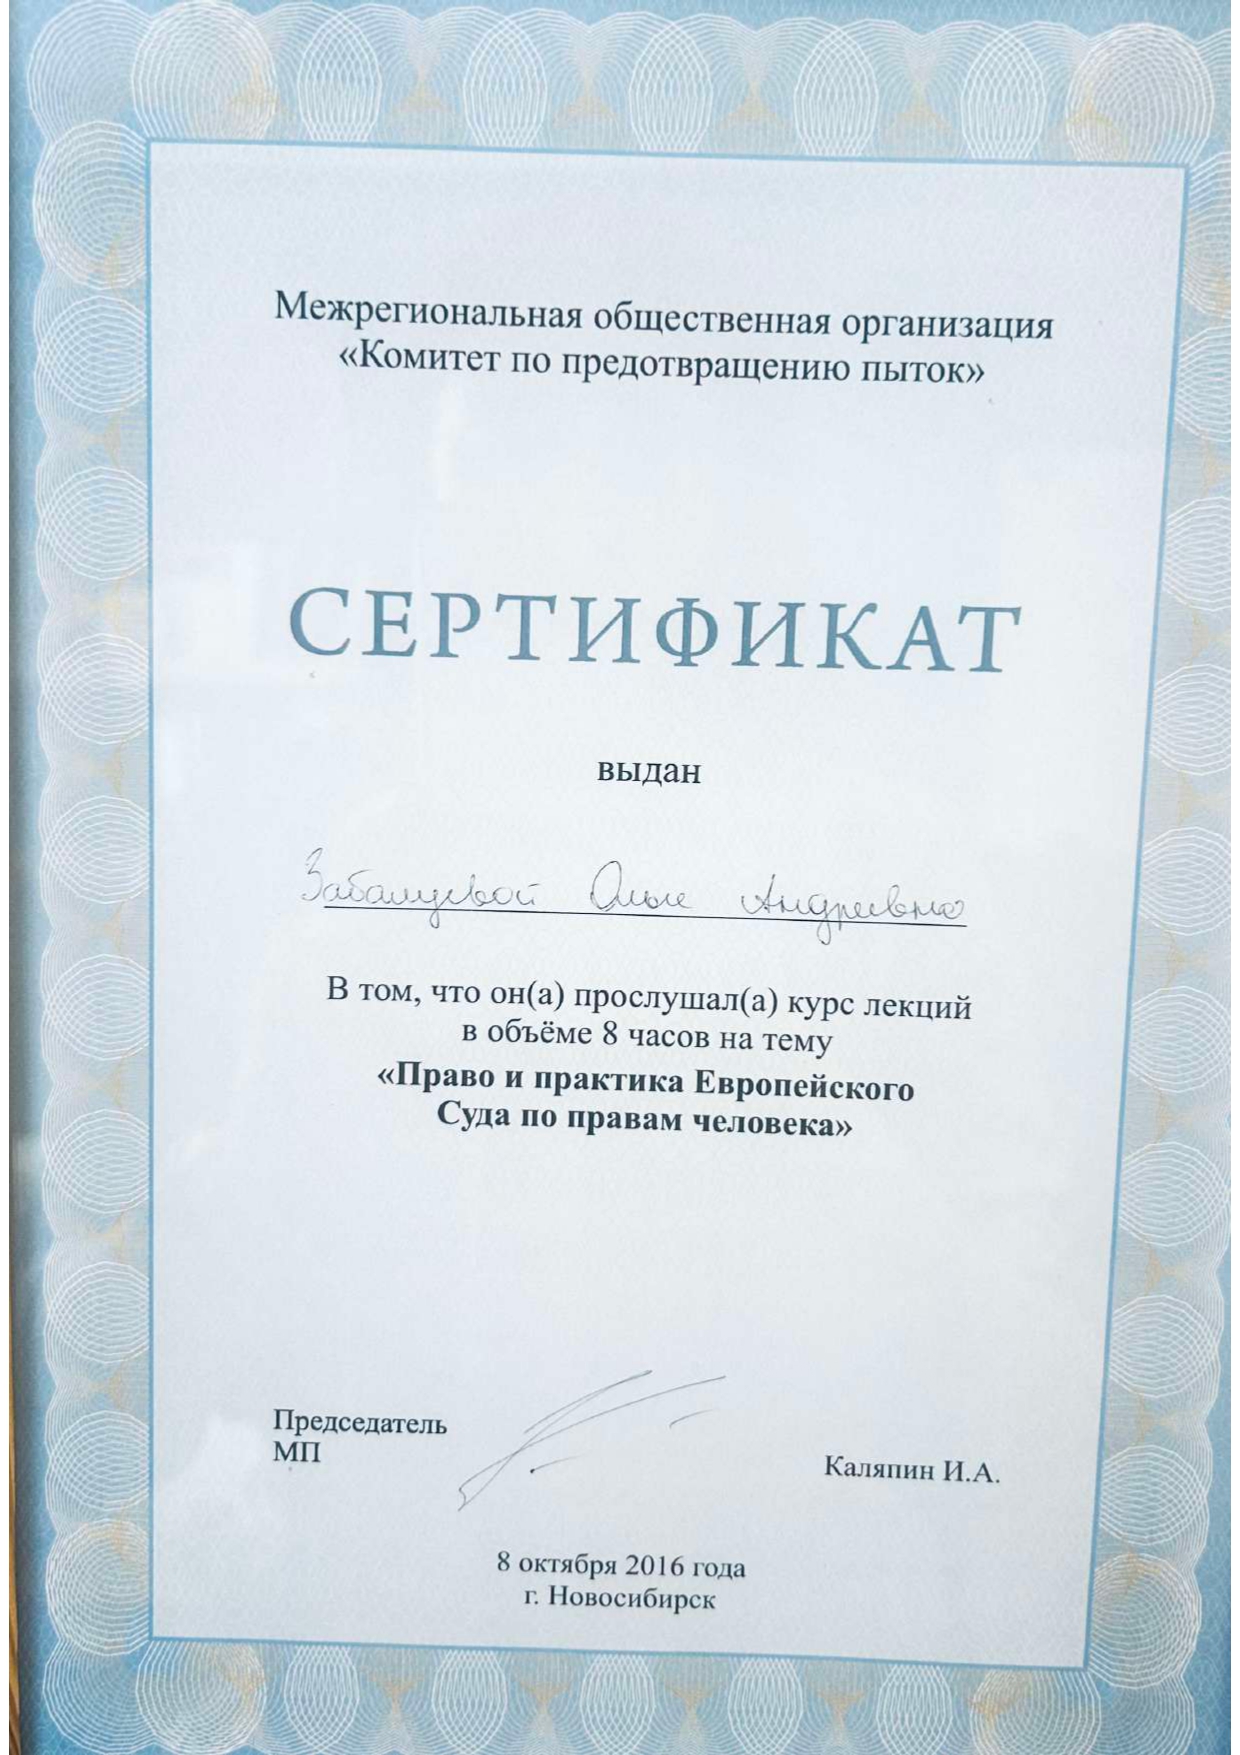 Межрегиональная общественная организация
«Комитет по предотвращению пыток»
СЕРТИФИКАТ
выдан
Забалуевой Ольге Андреевне
В том, что он(а) прослушал(а) курс лекций
в объёме 8 часов на тему
«Право и практика Европейского
Суда по правам человека»
Председатель
МП
Каляпин И.А.
8 октября 2016 года
г. Новосибирск